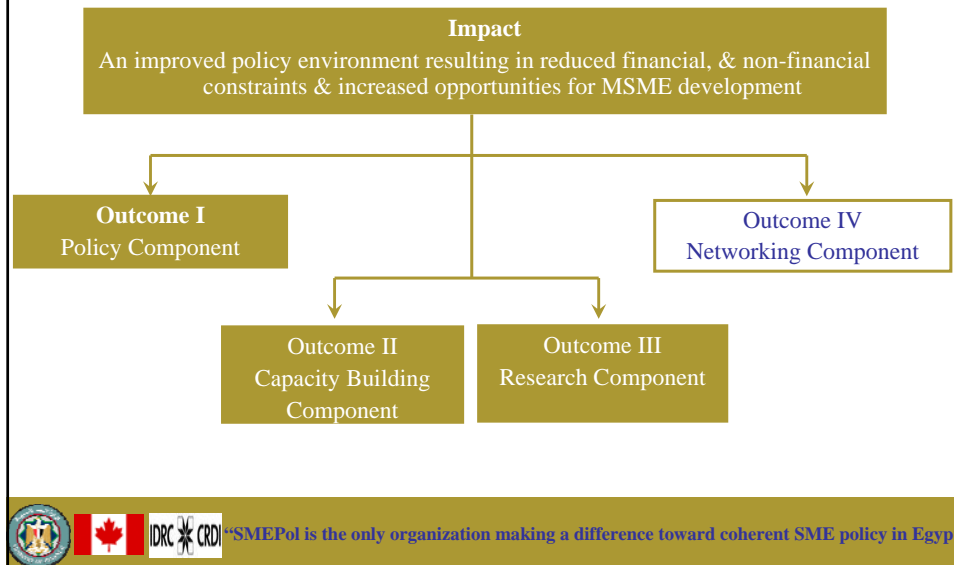 Impact
An improved policy environment resulting in reduced financial, & non-financial
constraints & increased opportunities for MSME development
Outcome I
Policy Component
Outcome IV
Networking Component
Outcome II
Capacity Building
Component
Outcome III
Research Component
IDRC CRDI
“SMEPol is the only organization making a difference toward coherent SME policy in Egyp